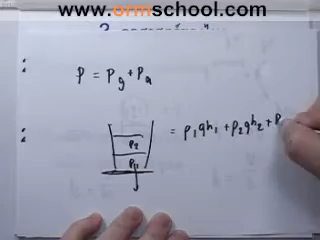 www.ormschool.com
P = Pg + Pa
= ρ1gh1 + ρ2gh2 + P
ρ2
ρ1